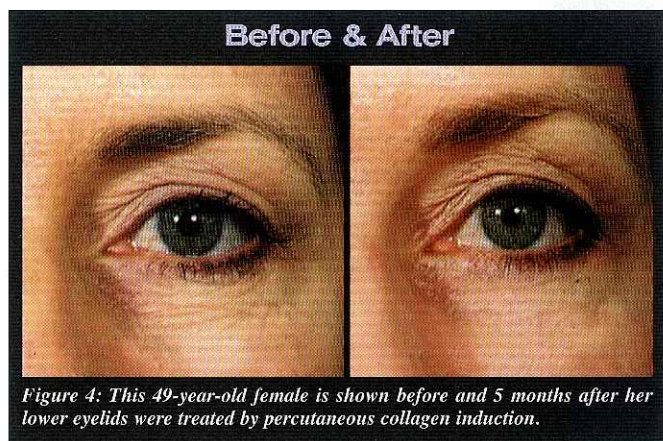 Before & After
Figure 4: This 49-year-old female is shown before and 5 months after her
lower eyelids were treated by percutaneous collagen induction.